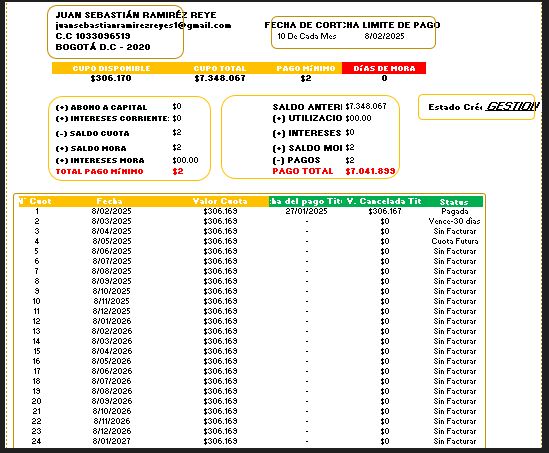 JUAN SEBASTIÁN RAMIRÉZ REYE
juansebastianramirezreyes1@gmail.com
C.C 1033096519
BOGOTÁ D.C - 2020
FECHA DE CORTCHA LIMITE DE PAGO
10 De Cada Mes 8/02/2025
CUPO DISPONIBLE CUPO TOTAL PAGO MíNIMO DíAS DE MORA
$306.170 $7.348.067 $2 0
(+) ABONO A CAPITAL $0
(+) INTERESES CORRIENTE: $0
(-) SALDO CUOTA $2
(+) SALDO MORA $2
(+) INTERESES MORA $00.00
TOTAL PAGO MíNIMO $2
SALDO ANTERI $7.348.067
(+) UTILIZACIO $00.00
(+) INTERESES $0
(+) SALDO MOI $2
(-) PAGOS $2
PAGO TOTAL $7.041.899
Estado Créc GESTION
N° Cuot Fecha Valor Cuota :ha del pago Titu V. Cancelada Tit Status
1 8/02/2025 $306.169 27/01/2025 $306.167 Pagada
2 8/03/2025 $306.169 - $0 Vence-30 días
3 8/04/2025 $306.169 - $0 Sin Facturar
4 8/05/2025 $306.169 - $0 Cuota Futura
5 8/06/2025 $306.169 - $0 Sin Facturar
6 8/07/2025 $306.169 - $0 Sin Facturar
7 8/08/2025 $306.169 - $0 Sin Facturar
8 8/09/2025 $306.169 - $0 Sin Facturar
9 8/10/2025 $306.169 - $0 Sin Facturar
10 8/11/2025 $306.169 - $0 Sin Facturar
11 8/12/2025 $306.169 - $0 Sin Facturar
12 8/01/2026 $306.169 - $0 Sin Facturar
13 8/02/2026 $306.169 - $0 Sin Facturar
14 8/03/2026 $306.169 - $0 Sin Facturar
15 8/04/2026 $306.169 - $0 Sin Facturar
16 8/05/2026 $306.169 - $0 Sin Facturar
17 8/06/2026 $306.169 - $0 Sin Facturar
18 8/07/2026 $306.169 - $0 Sin Facturar
19 8/08/2026 $306.169 - $0 Sin Facturar
20 8/09/2026 $306.169 - $0 Sin Facturar
21 8/10/2026 $306.169 - $0 Sin Facturar
22 8/11/2026 $306.169 - $0 Sin Facturar
23 8/12/2026 $306.169 - $0 Sin Facturar
24 8/01/2027 $306.169 - $0 Sin Facturar